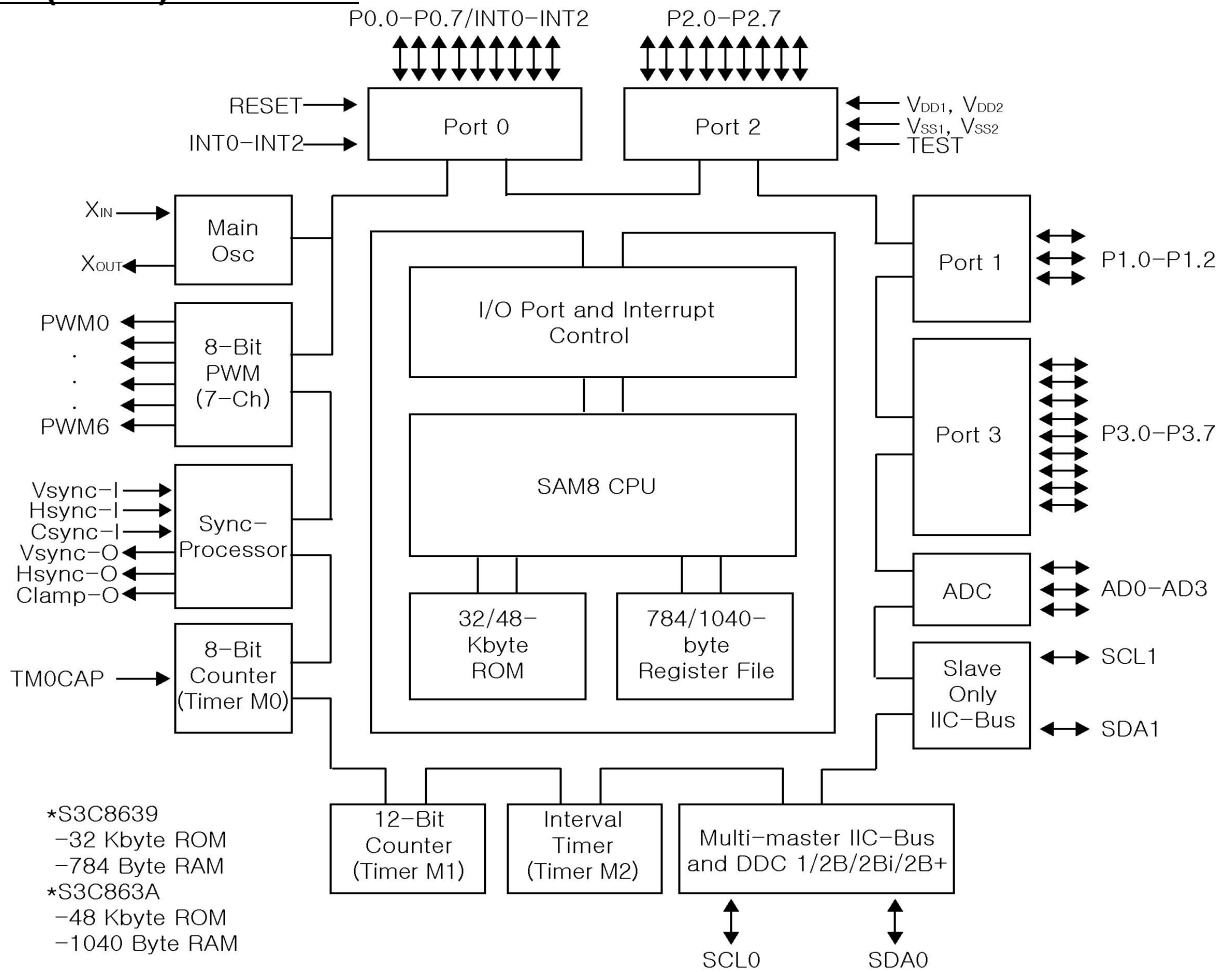 P0.0-P0.7/INT0-INT2
P2.0-P2.7
RESET
INT0-INT2
Port 0
Port 2
VDD1, VDD2
VSS1, VSS2
TEST
XIN
XOUT
Main
Osc
Port 1
P1.0-P1.2
I/O Port and Interrupt
Control
PWM0
.
.
.
PWM6
8-Bit
PWM
(7-Ch)
Port 3
P3.0-P3.7
SAM8 CPU
Vsync-I
Hsync-I
Csync-I
Vsync-O
Hsync-O
Clamp-O
Sync-
Processor
ADC
AD0-AD3
32/48-
Kbyte
ROM
784/1040-
byte
Register File
TM0CAP
8-Bit
Counter
(Timer M0)
Slave
Only
IIC-Bus
SCL1
SDA1
12-Bit
Counter
(Timer M1)
Interval
Timer
(Timer M2)
Multi-master IIC-Bus
and DDC 1/2B/2Bi/2B+
SCL0
SDA0
*S3C8639
-32 Kbyte ROM
-784 Byte RAM
*S3C863A
-48 Kbyte ROM
-1040 Byte RAM